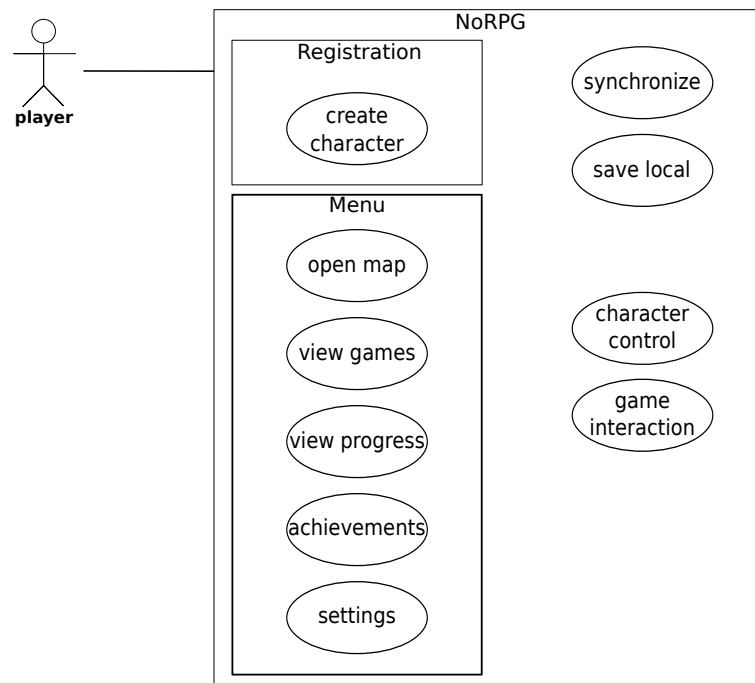 NoRPG
player
Registration
create
character
Menu
open map
view games
view progress
achievements
settings
synchronize
save local
character
control
game
interaction